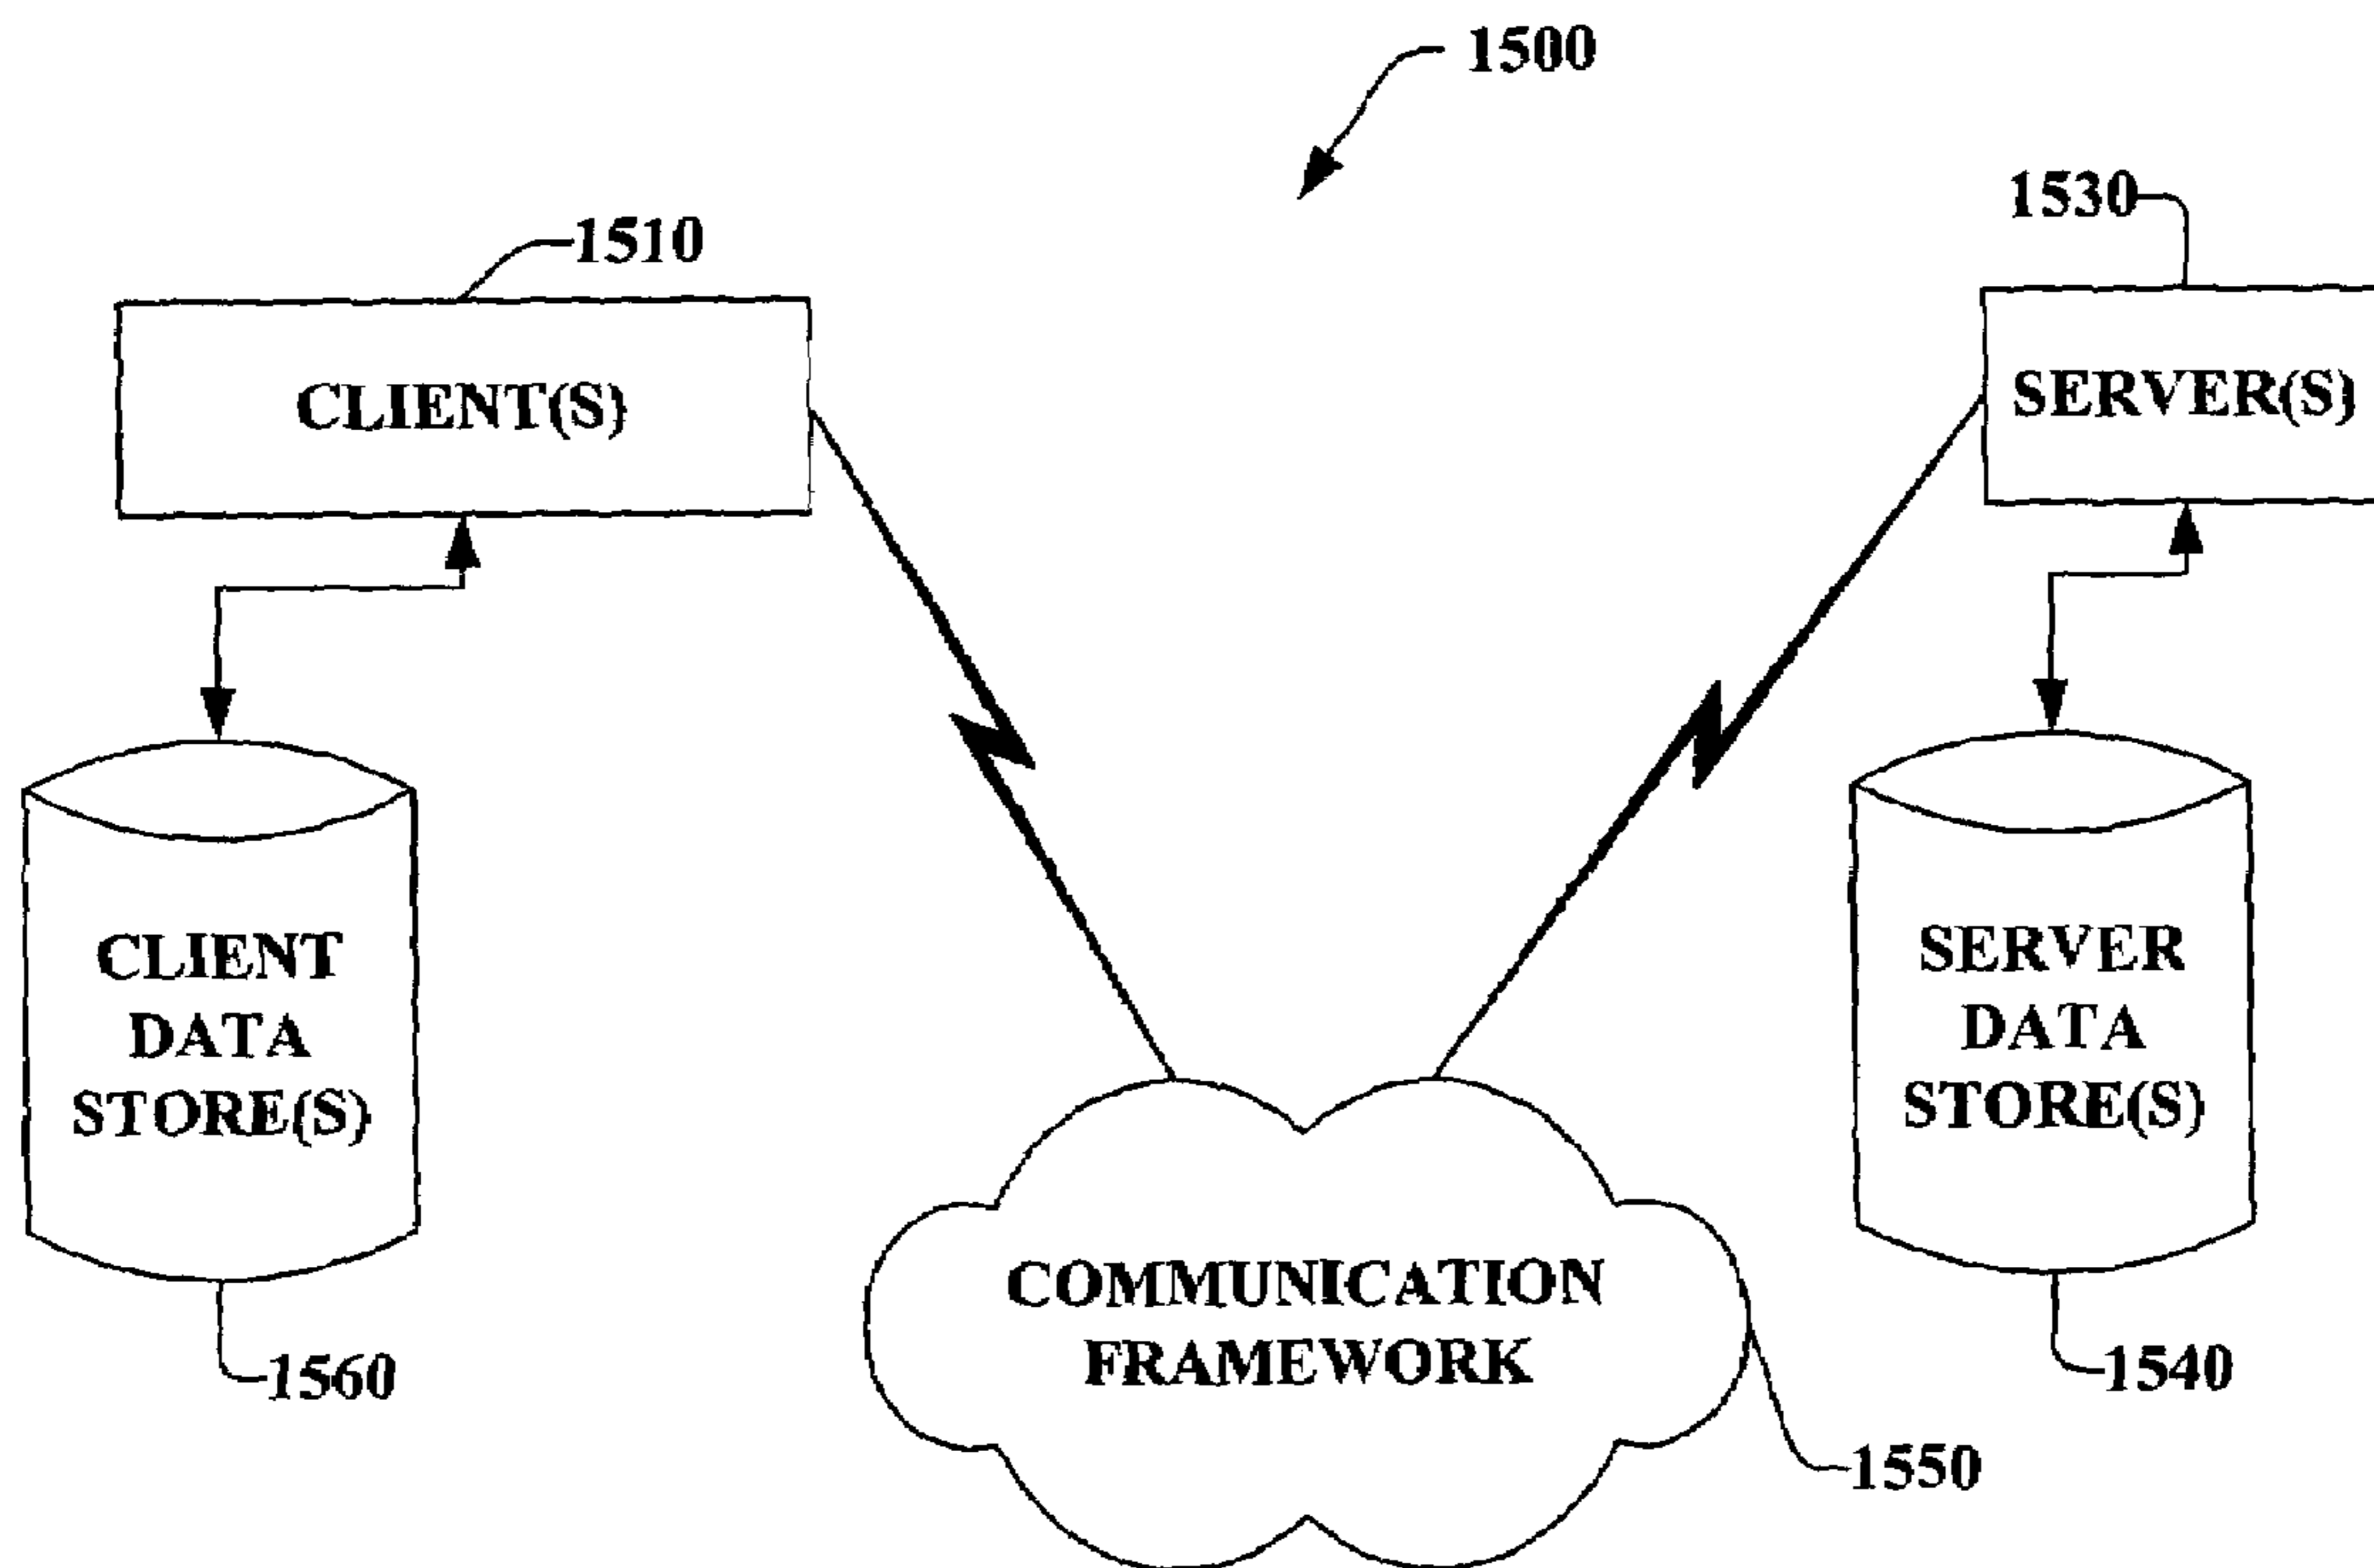 1500
1530
1510
CLIENT(S)
SERVER(S)
CLIENT
DATA
STORE(S)
SERVER
DATA
STORE(S)
COMMUNICATION
FRAMEWORK
1560
1540
1550